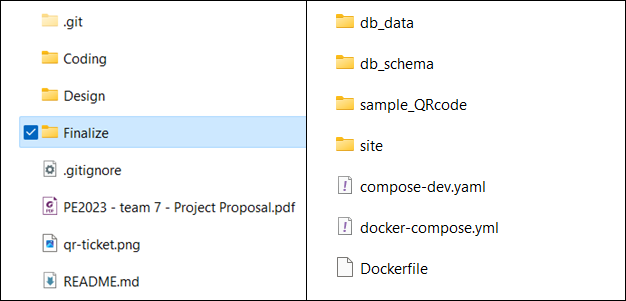 .git
Coding
Design
Finalize
.gitignore
PE2023 - team 7 - Project Proposal.pdf
qr-ticket.png
README.md
db_data
db_schema
sample_QRcode
site
compose-dev.yaml
docker-compose.yml
Dockerfile